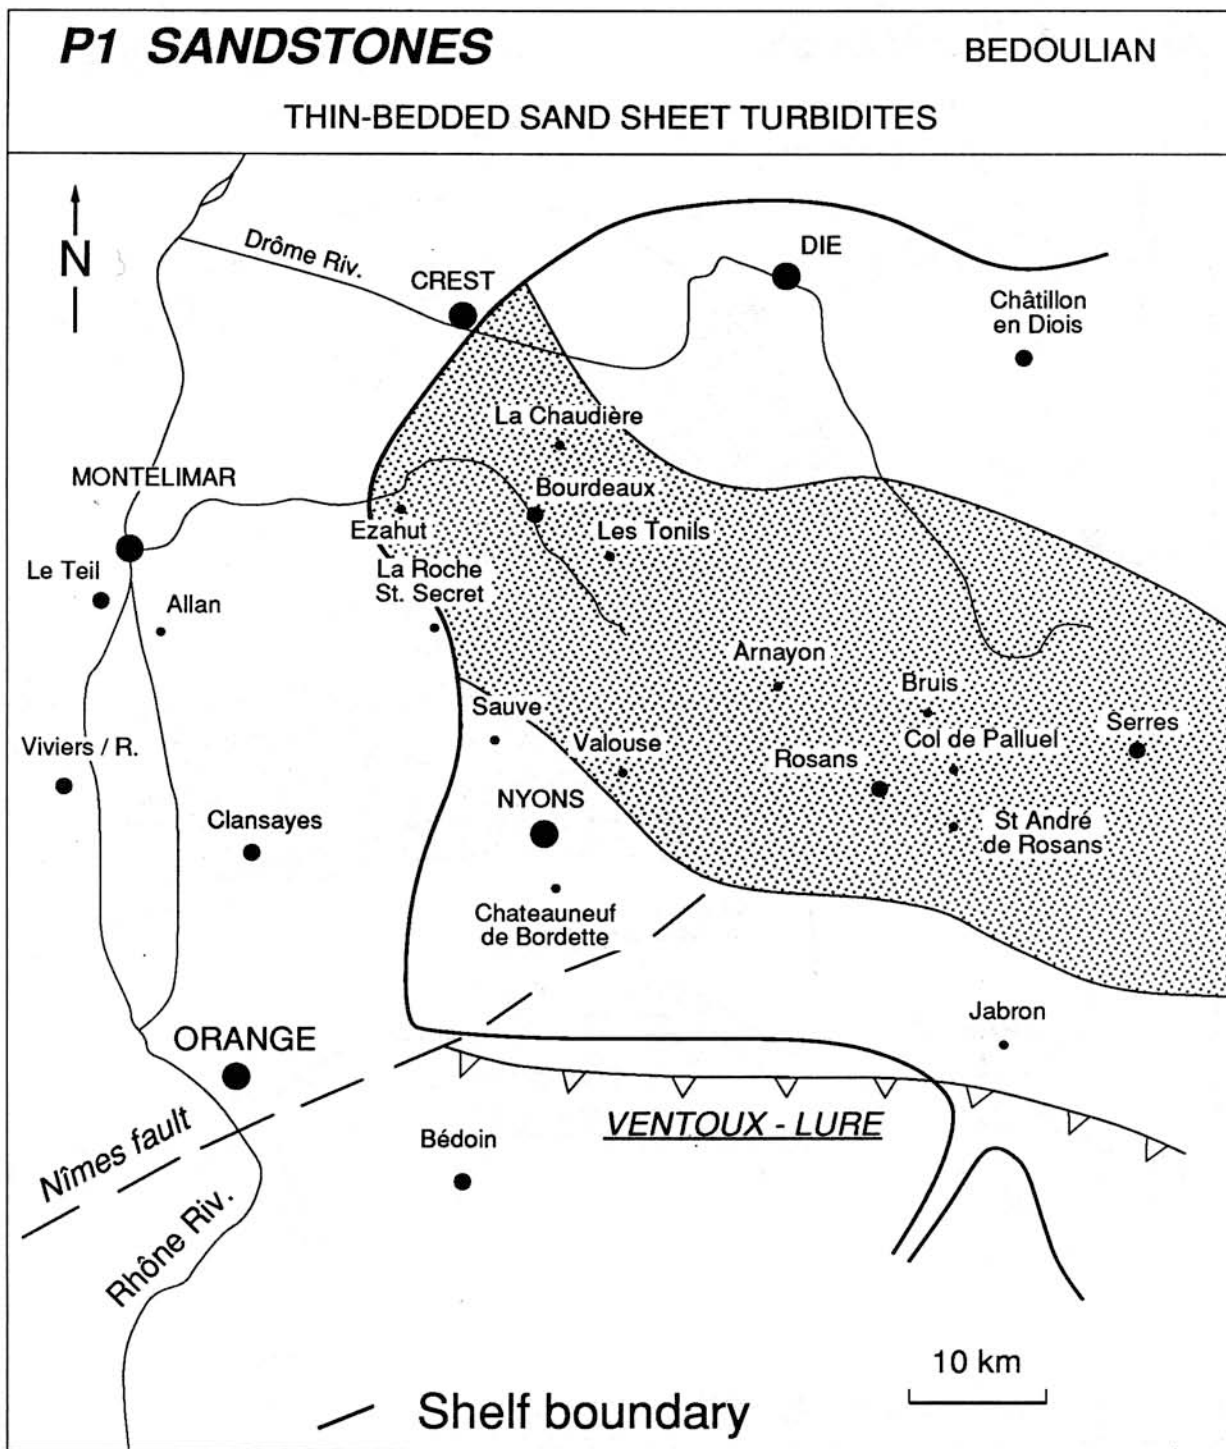 P1 SANDSTONES
BEDOULIAN
THIN-BEDDED SAND SHEET TURBIDITES
N
Drôme Riv.
CREST
DIE
Châtillon
en Diois
La Chaudière
MONTELIMAR
Bourdeaux
Ezahut
Les Tonils
La Roche
St. Secret
Le Teil
Allan
Arnayon
Bruis
Sauve
Serres
Viviers / R.
Valouse
Col de Palluel
Rosans
NYONS
Clansayes
St André
de Rosans
Chateauneuf
de Bordette
Jabron
ORANGE
Nîmes fault
VENTOUX - LURE
Bédoin
Rhône Riv.
10 km
Shelf boundary